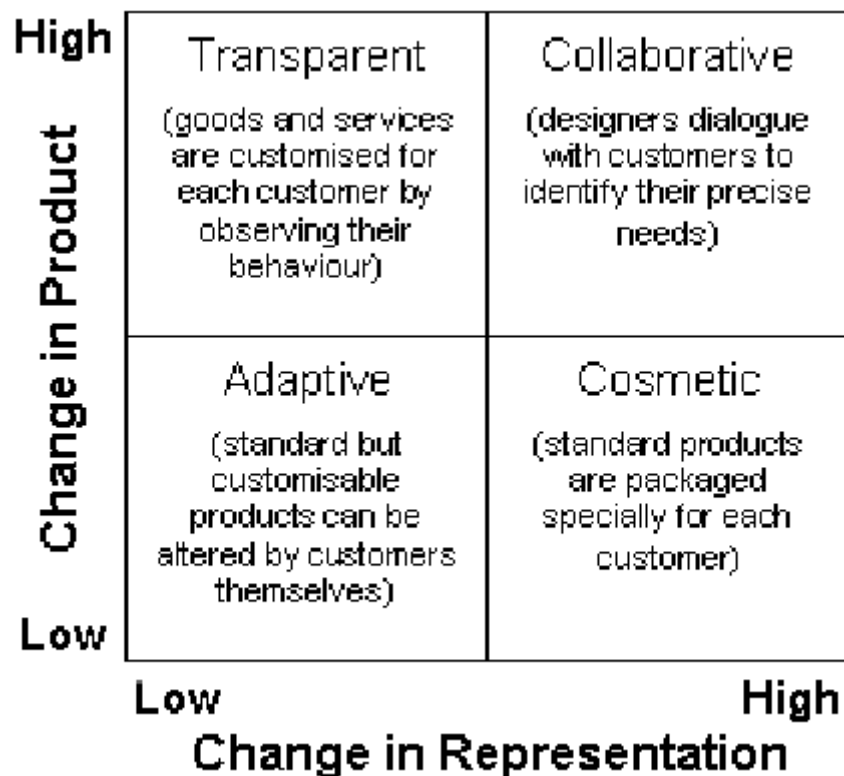 High
Change in Product
Low
Transparent
(goods and services
are customised for
each customer by
observing their
behaviour)
Collaborative
(designers dialogue
with customers to
identify their precise
needs)
Adaptive
(standard but
customisable
products can be
altered by customers
themselves)
Cosmetic
(standard products
are packaged
specially for each
customer)
Low
High
Change in Representation